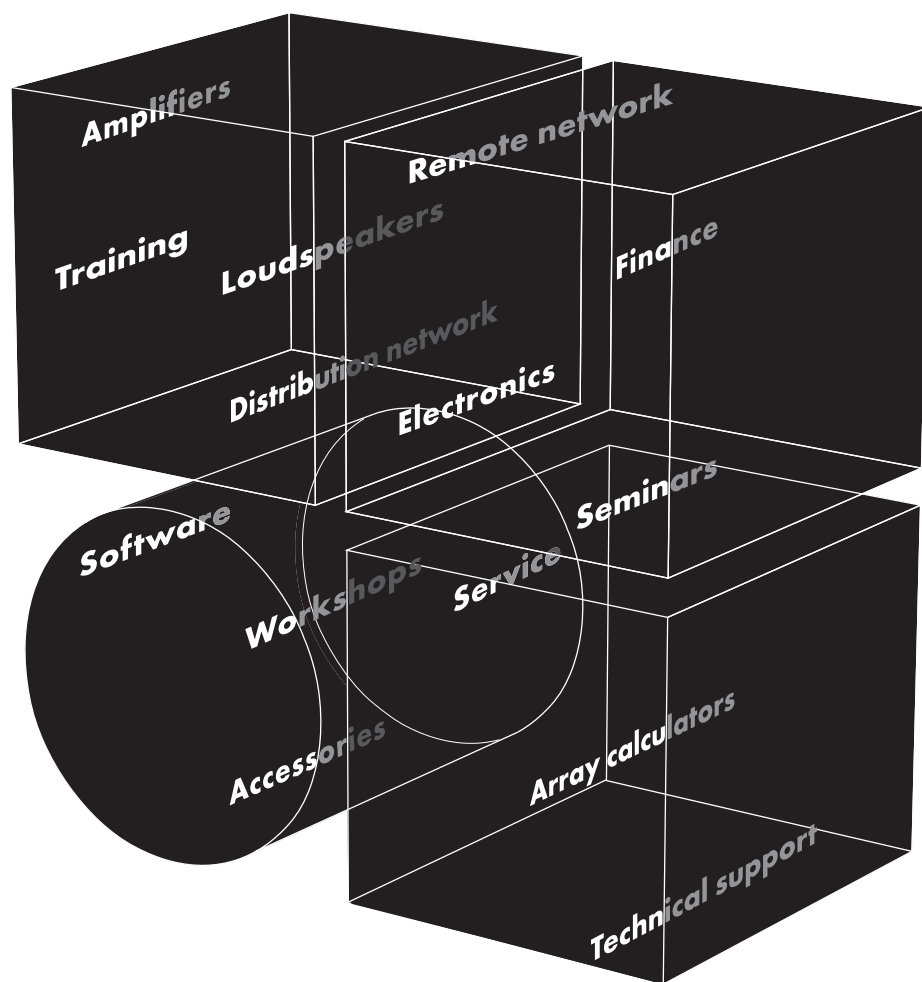 Amplifiers
Remote network
Training
Loudspeakers
Finance
Distribution network
Electronics
Software
Seminars
Workshops
Service
Accessories
Array calculators
Technical support